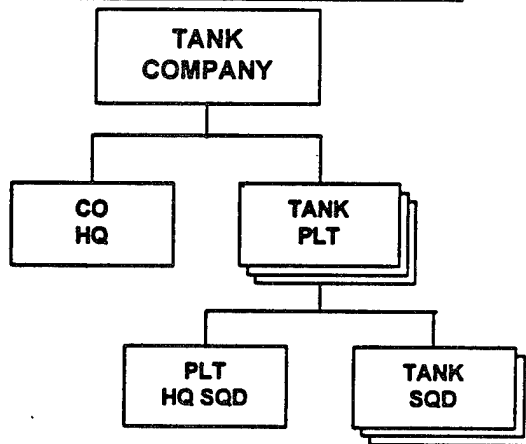 TANK
COMPANY
CO
HQ
TANK
PLT
PLT
HQ SQD
TANK
SQD